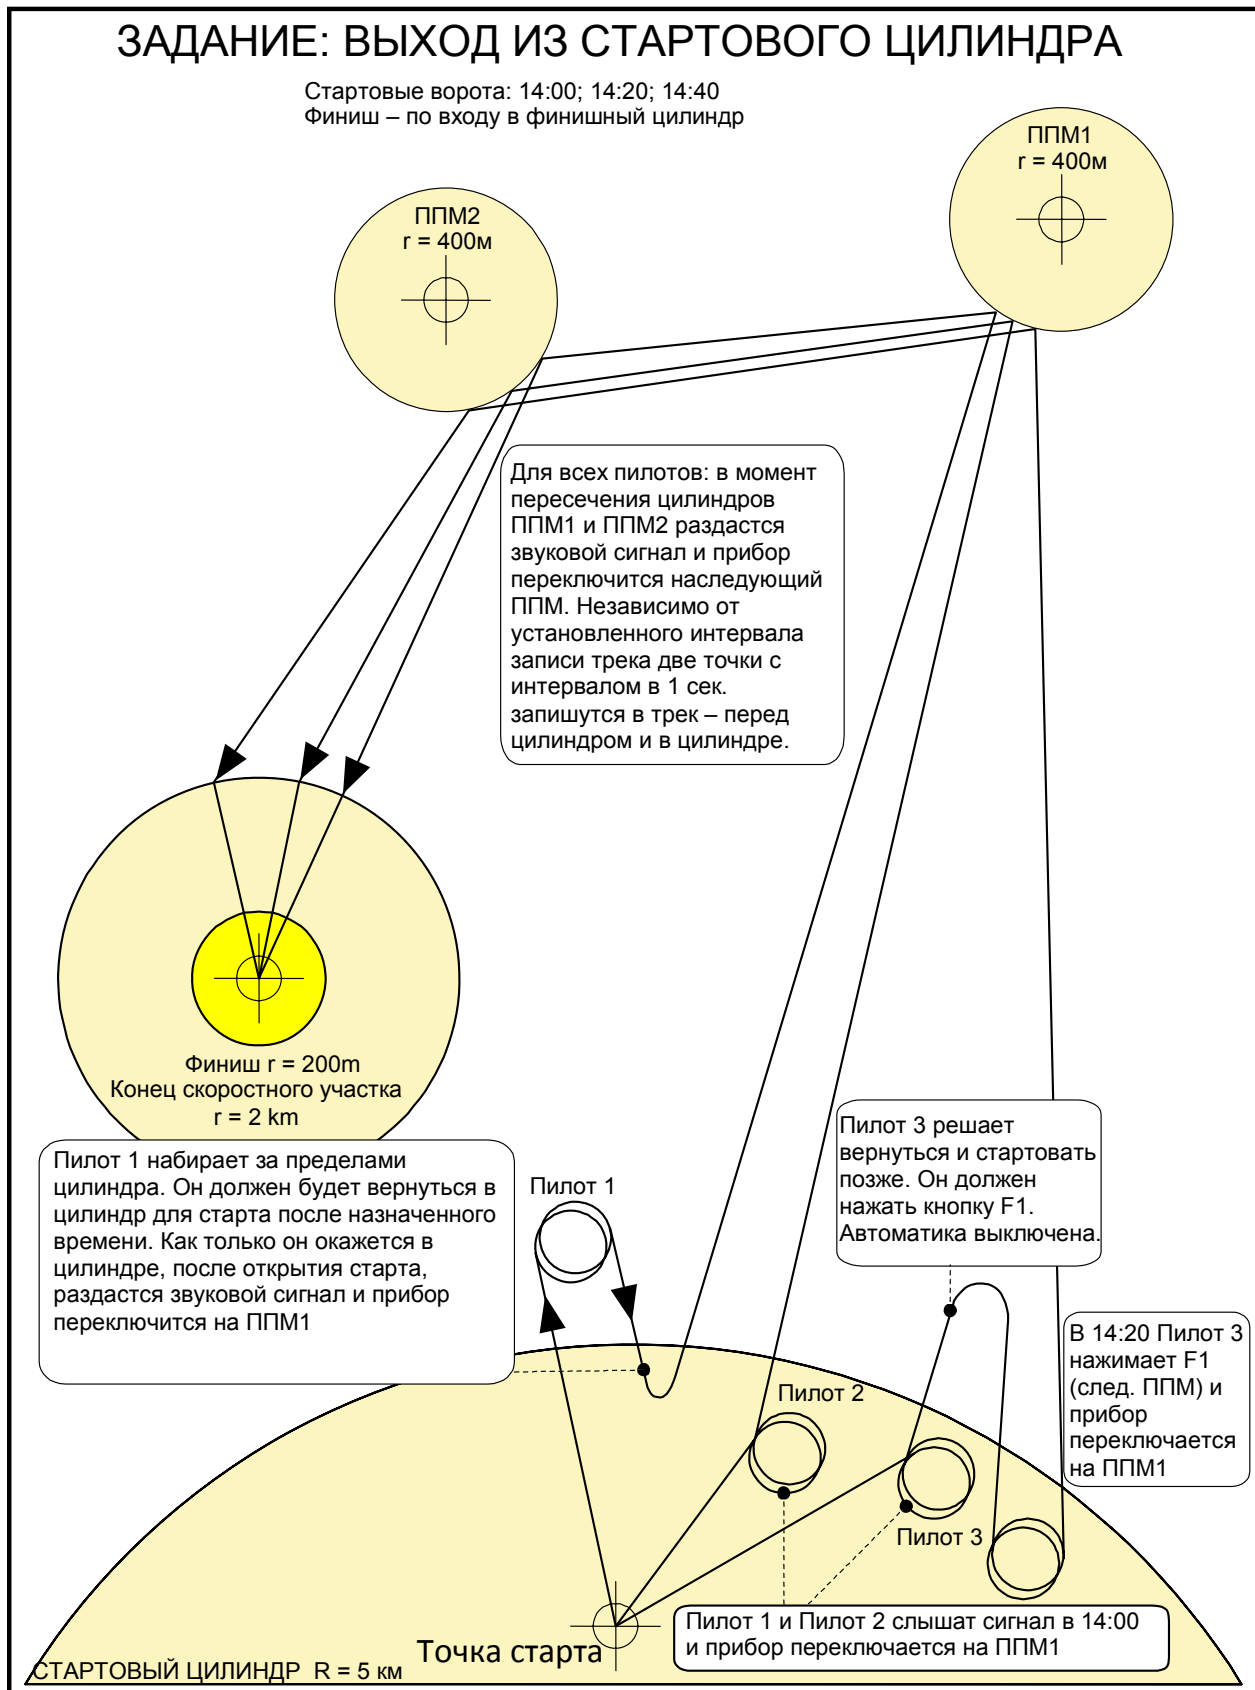 ЗАДАНИЕ: ВЫХОД ИЗ СТАРТОВОГО ЦИЛИНДРА
Стартовые ворота: 14:00; 14:20; 14:40
Финиш – по входу в финишный цилиндр
ППМ1
r = 400м
ППМ2
r = 400м
Для всех пилотов: в момент
пересечения цилиндров
ППМ1 и ППМ2 раздастся
звуковой сигнал и прибор
переключится наследующий
ППМ. Независимо от
установленного интервала
записи трека две точки с
интервалом в 1 сек.
запишутся в трек – перед
цилиндром и в цилиндре.
Финиш r = 200m
Конец скоростного участка
r = 2 km
Пилот 3 решает
вернуться и стартовать
позже. Он должен
нажать кнопку F1.
Автоматика выключена.
Пилот 1 набирает за пределами
цилиндра. Он должен будет вернуться в
цилиндр для старта после назначенного
времени. Как только он окажется в
цилиндре, после открытия старта,
раздастся звуковой сигнал и прибор
переключится на ППМ1
Пилот 1
В 14:20 Пилот 3
нажимает F1
(след. ППМ) и
прибор
переключается
на ППМ1
Пилот 2
Пилот 3
Пилот 1 и Пилот 2 слышат сигнал в 14:00
и прибор переключается на ППМ1
Точка старта
СТАРТОВЫЙ ЦИЛИНДР R = 5 км